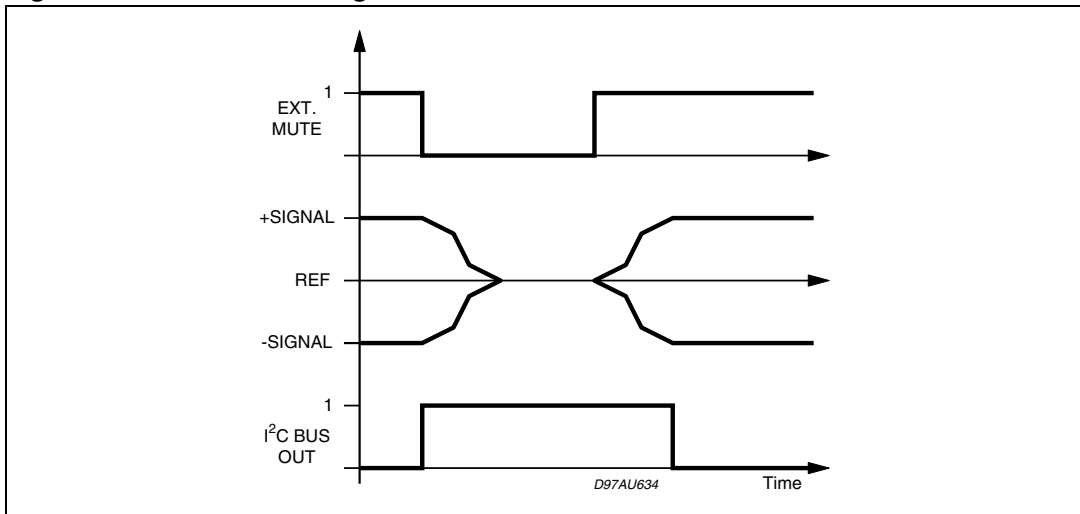 1
EXT.
MUTE
+SIGNAL
REF
-SIGNAL
1
I²C BUS
OUT
D97AU634
Time